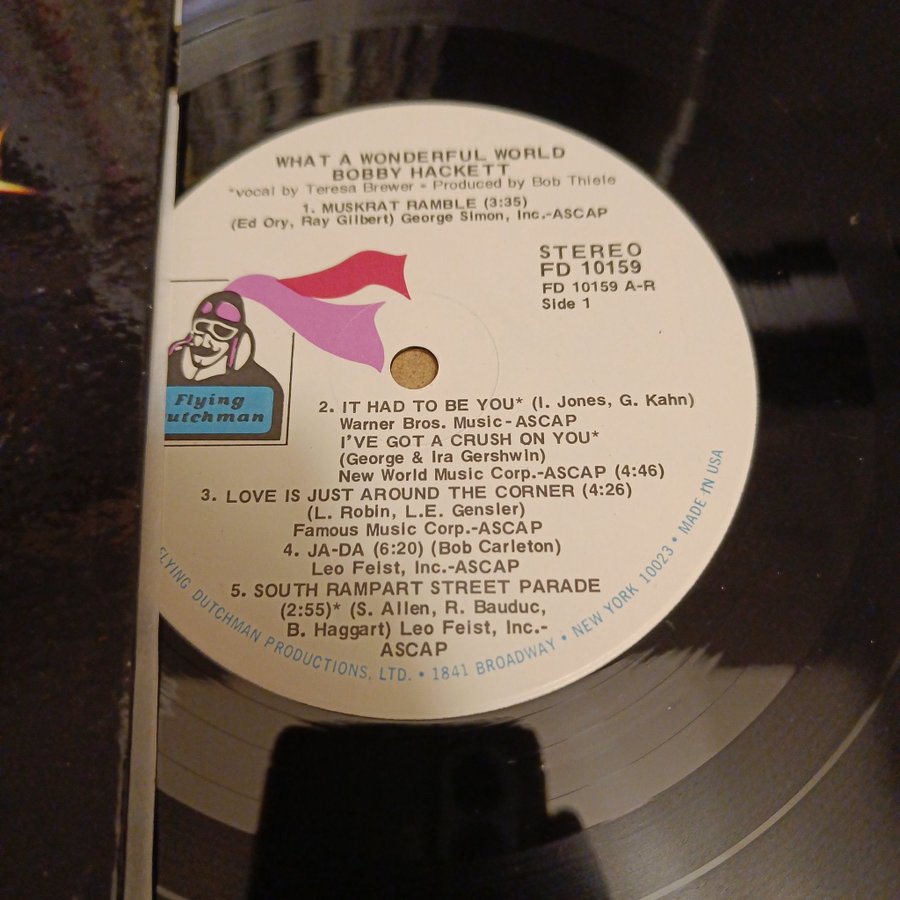 WHAT A WONDERFUL WORLD
BOBBY HACKETT
*vocal by Teresa Brewer • Produced by Bob Thiele
1. MUSKRAT RAMBLE (3:35)
(Ed Ory, Ray Gilbert) George Simon, Inc.-ASCAP
STEREO
FD 10159
FD 10159 A-R
Side 1
Flying
utchman
2. IT HAD TO BE YOU* (I. Jones, G. Kahn)
Warner Bros. Music-ASCAP
I'VE GOT A CRUSH ON YOU*
(George & Ira Gershwin)
New World Music Corp.-ASCAP (4:46)
3. LOVE IS JUST AROUND THE CORNER (4:26)
(L. Robin, L.E. Gensler)
Famous Music Corp.-ASCAP
4. JA-DA (6:20) (Bob Carleton)
Leo Feist, Inc.-ASCAP
5. SOUTH RAMPART STREET PARADE
(2:55)* (S. Allen, R. Bauduc,
B. Haggart) Leo Feist, Inc.-
ASCAP
FLYING DUTCHMAN PRODUCTIONS, LTD. • 1841 BROADWAY • NEW YORK 10023 • MADE IN USA